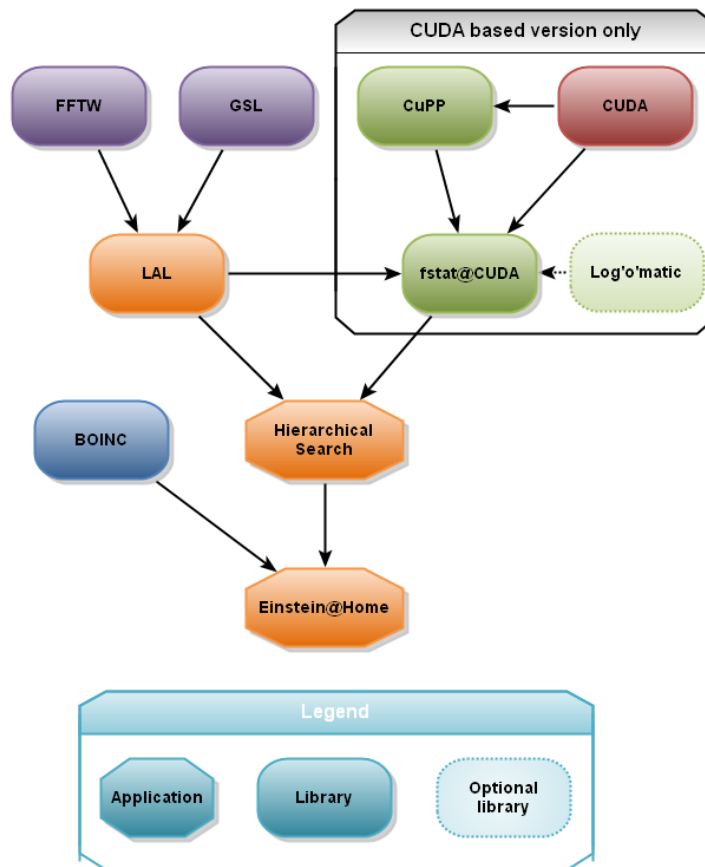 CUDA based version only
FFTW
GSL
CuPP
CUDA
LAL
fstat@CUDA
Log'o'matic
Hierarchical
Search
BOINC
Einstein@Home
Legend
Application
Library
Optional
library